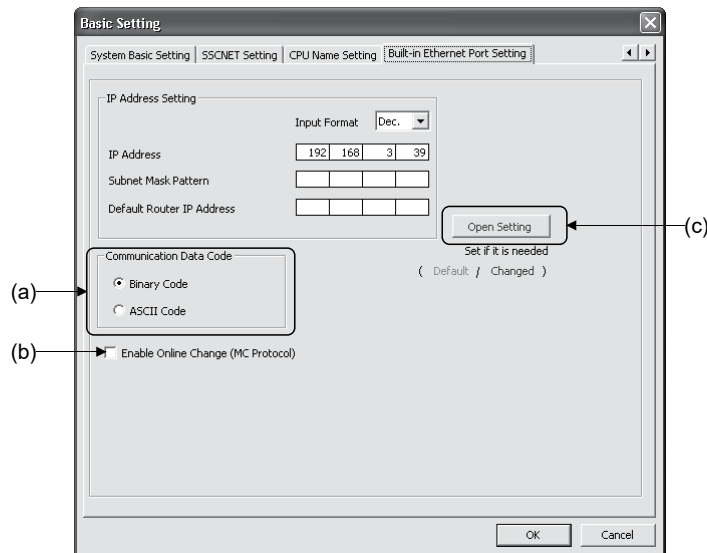 Basic Setting
System Basic Setting SSCNET Setting CPU Name Setting Built-in Ethernet Port Setting
IP Address Setting
Input Format Dec.
IP Address 192 168 3 39
Subnet Mask Pattern
Default Router IP Address
Open Setting (c)
Set if it is needed
( Default / Changed )
Communication Data Code
(a) Binary Code
ASCII Code
(b) Enable Online Change (MC Protocol)
OK Cancel